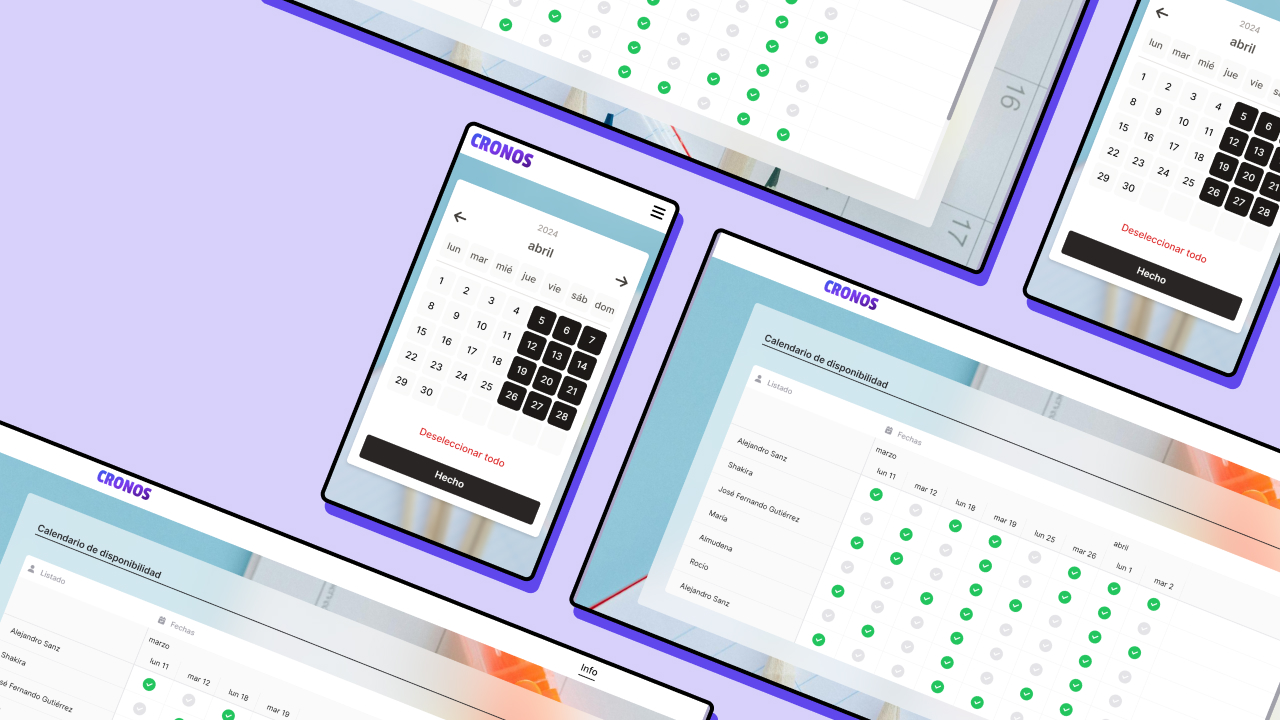 16
17
2024
abril
lun mar mié jue vie
1 2 3 4 5 6
8 9 10 11 12 13
15 16 17 18 19 20 21
22 23 24 25 26 27 28
29 30
Deseleccionar todo
Hecho
CRONOS
2024
abril
lun mar mié jue vie sáb dom
1 2 3 4 5 6 7
8 9 10 11 12 13 14
15 16 17 18 19 20 21
22 23 24 25 26 27 28
29 30
Deseleccionar todo
Hecho
CRONOS
Calendario de disponibilidad
Listado
Fechas
marzo
abril
lun 11 mar 12 lun 18 mar 19 lun 25 mar 26 lun 1 mar 2
Alejandro Sanz
Shakira
José Fernando Gutiérrez
María
Almudena
Rocío
Alejandro Sanz
CRONOS
Info
Calendario de disponibilidad
Listado
Fechas
marzo
lun 11 mar 12 lun 18 mar 19
Alejandro Sanz
Shakira
sé Fernando Gutiérrez